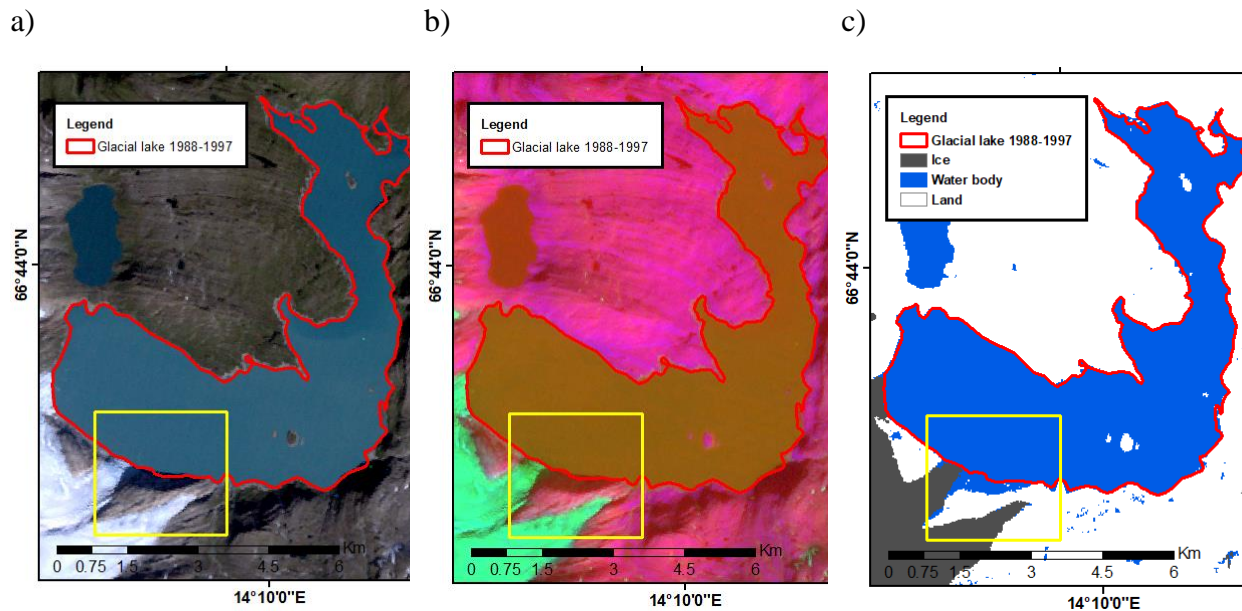 a)
b)
c)
Legend
Glacial lake 1988-1997
66°44'0"N
Km
0 0.75 1.5 3 4.5 6
14°10'0"E
Legend
Glacial lake 1988-1997
66°44'0"N
Km
0 0.75 1.5 3 4.5 6
14°10'0"E
Legend
Glacial lake 1988-1997
Ice
Water body
Land
66°44'0"N
Km
0 0.75 1.5 3 4.5 6
14°10'0"E